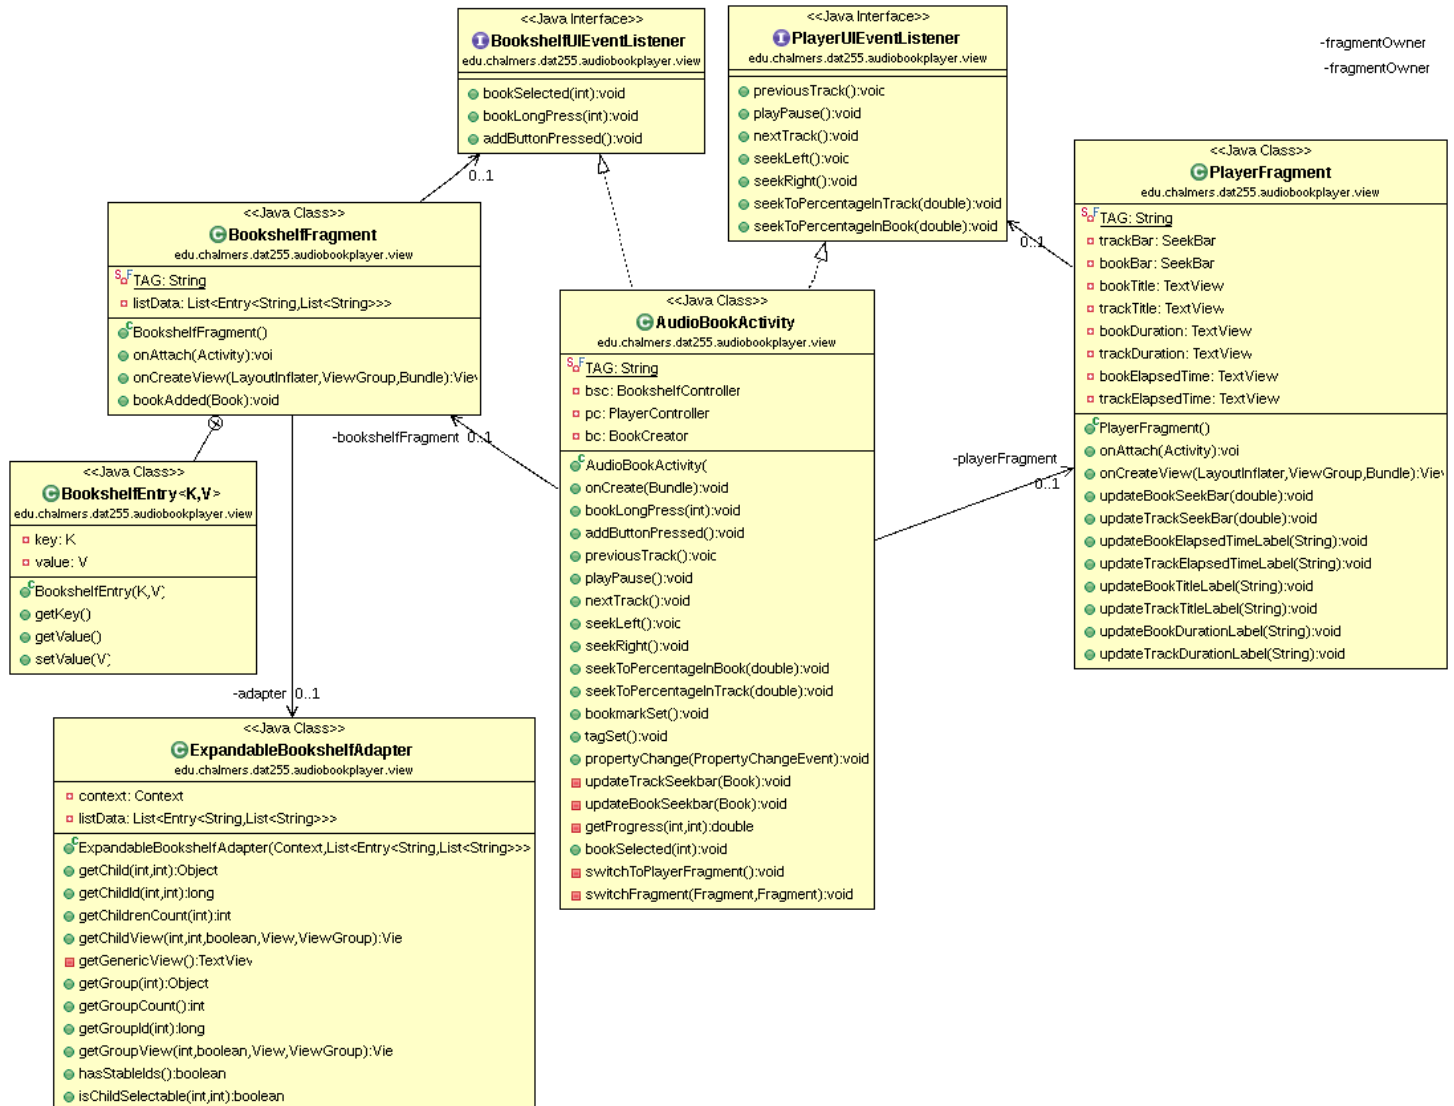 <<Java Interface>>
BookshelfUIEventListener
edu.chalmers.dat255.audiobookplayer.view
bookSelected(int):void
bookLongPress(int):void
addButtonPressed():void
<<Java Interface>>
PlayerUIEventListener
edu.chalmers.dat255.audiobookplayer.view
previousTrack():voic
playPause():void
nextTrack():void
seekLeft():voic
seekRight():void
seekToPercentageInTrack(double):void
seekToPercentageInBook(double):void
-fragmentOwner
-fragmentOwner
0..1
0..1
<<Java Class>>
PlayerFragment
edu.chalmers.dat255.audiobookplayer.view
TAG: String
trackBar: SeekBar
bookBar: SeekBar
bookTitle: TextView
trackTitle: TextView
bookDuration: TextView
trackDuration: TextView
bookElapsedTime: TextView
trackElapsedTime: TextView
PlayerFragment()
onAttach(Activity):voi
onCreateView(LayoutInflater,ViewGroup,Bundle):Viev
updateBookSeekBar(double):void
updateTrackSeekBar(double):void
updateBookElapsedTimeLabel(String):void
updateTrackElapsedTimeLabel(String):void
updateBookTitleLabel(String):void
updateTrackTitleLabel(String):void
updateBookDurationLabel(String):void
updateTrackDurationLabel(String):void
<<Java Class>>
BookshelfFragment
edu.chalmers.dat255.audiobookplayer.view
TAG: String
listData: List<Entry<String,List<String>>>
BookshelfFragment()
onAttach(Activity):voi
onCreateView(LayoutInflater,ViewGroup,Bundle):Viev
bookAdded(Book):void
<<Java Class>>
AudioBookActivity
edu.chalmers.dat255.audiobookplayer.view
TAG: String
bsc: BookshelfController
pc: PlayerController
bc: BookCreator
AudioBookActivity(
onCreate(Bundle):void
bookLongPress(int):void
addButtonPressed():void
previousTrack():voic
playPause():void
nextTrack():void
seekLeft():voic
seekRight():void
seekToPercentageInBook(double):void
seekToPercentageInTrack(double):void
bookmarkSet():void
tagSet():void
propertyChange(PropertyChangeEvent):void
updateTrackSeekbar(Book):void
updateBookSeekbar(Book):void
getProgress(int,int):double
bookSelected(int):void
switchToPlayerFragment():void
switchFragment(Fragment,Fragment):void
-bookshelfFragment 0..1
-playerFragment
0..1
<<Java Class>>
BookshelfEntry<K,V>
edu.chalmers.dat255.audiobookplayer.view
key: K
value: V
BookshelfEntry(K,V)
getKey()
getValue()
setValue(V)
-adapter 0..1
<<Java Class>>
ExpandableBookshelfAdapter
edu.chalmers.dat255.audiobookplayer.view
context: Context
listData: List<Entry<String,List<String>>>
ExpandableBookshelfAdapter(Context,List<Entry<String,List<String>>>
getChild(int,int):Object
getChildId(int,int):long
getChildrenCount(int):int
getChildView(int,int,boolean,View,ViewGroup):Vie
getGenericView():TextViev
getGroup(int):Object
getGroupCount():int
getGroupId(int):long
getGroupView(int,boolean,View,ViewGroup):Vie
hasStableIds():boolean
isChildSelectable(int,int):boolean